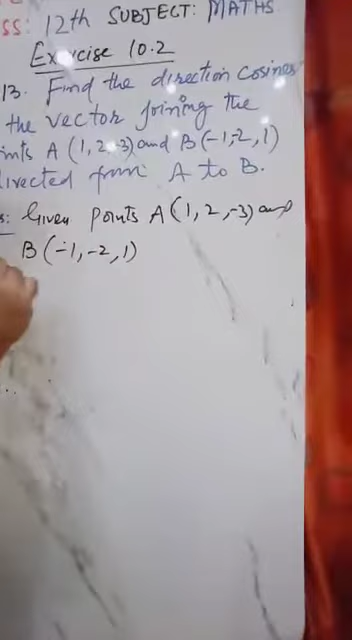 SS: 12th SUBJECT: MATHS
Exercise 10.2
13. Find the direction cosines
the vector joining the
ints A (1, 2, -3) and B (-1, -2, 1)
directed from A to B.
s: Given points A (1, 2, -3) and
B (-1, -2, 1)